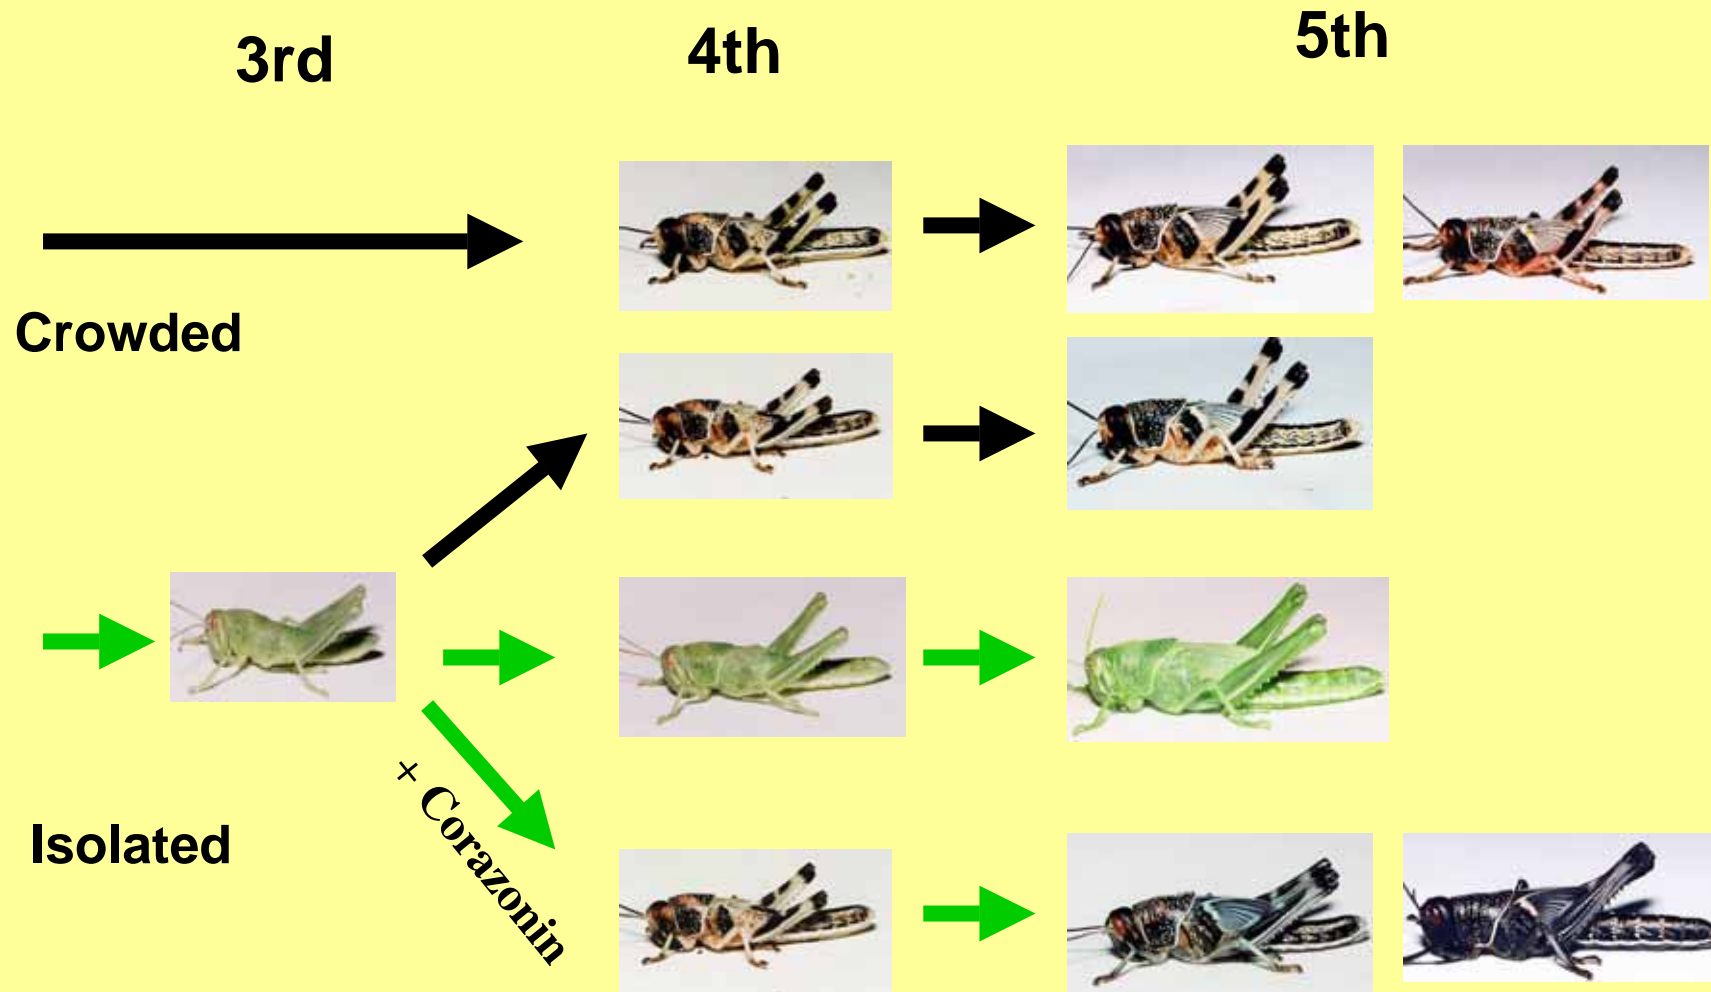 3rd
4th
5th
Crowded
+ Corazonin
Isolated